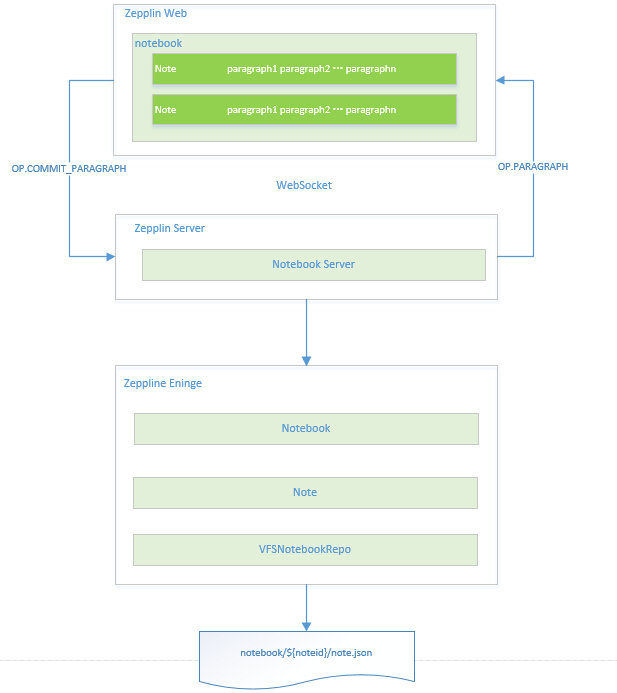 Zepplin Web
notebook
Note paragraph1 paragraph2 ··· paragraphn
Note paragraph1 paragraph2 ··· paragraphn
OP.COMMIT_PARAGRAPH
OP.PARAGRAPH
WebSocket
Zepplin Server
Notebook Server
Zeppline Eninge
Notebook
Note
VFSNotebookRepo
notebook/${noteid}/note.json